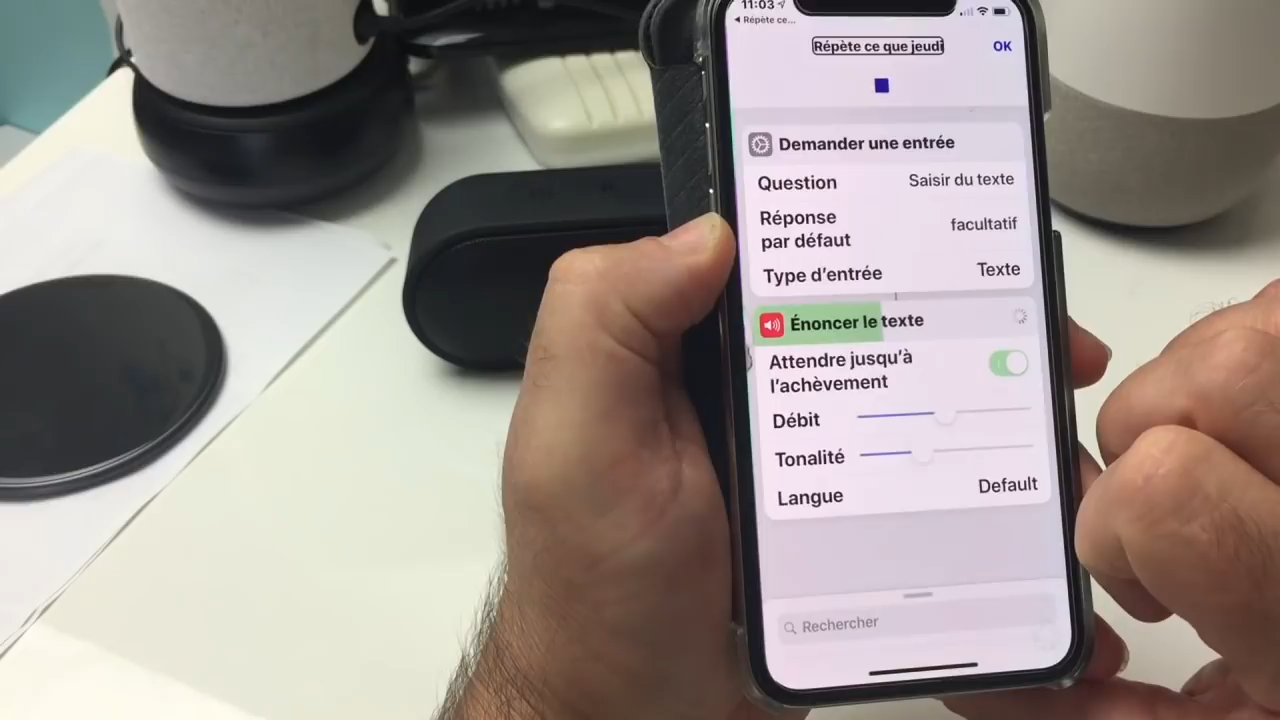 11:03
◀ Répète ce...
Répète ce que jeudi
OK
Demander une entrée
Question
Saisir du texte
Réponse
par défaut
facultatif
Type d'entrée
Texte
Énoncer le texte
Attendre jusqu'à
l'achèvement
Débit
Tonalité
Langue
Default
Rechercher